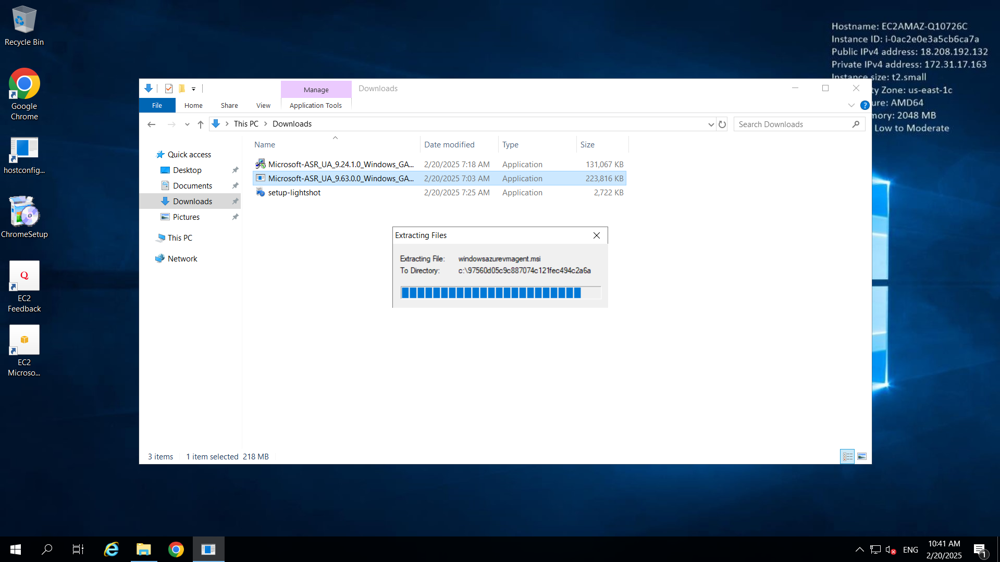 Recycle Bin
Google
Chrome
hostconfig...
ChromeSetup
EC2
Feedback
EC2
Microso...
Hostname: EC2AMAZ-Q10726C
Instance ID: i-0ac2e0e3a5cb6ca7a
Public IPv4 address: 18.208.192.132
Private IPv4 address: 172.31.17.163
Instance size: t2.small
ty Zone: us-east-1c
ure: AMD64
mory: 2048 MB
Low to Moderate
Manage
Downloads
File
Home
Share
View
Application Tools
This PC > Downloads
Search Downloads
Name
Date modified
Type
Size
Microsoft-ASR_UA_9.24.1.0_Windows_GA... 2/20/2025 7:18 AM Application 131,067 KB
Microsoft-ASR_UA_9.63.0.0_Windows_GA... 2/20/2025 7:03 AM Application 223,816 KB
setup-lightshot 2/20/2025 7:25 AM Application 2,722 KB
Quick access
Desktop
Documents
Downloads
Pictures
This PC
Network
Extracting Files
Extracting File: windowsazurevmagent.msi
To Directory: c:\97560d05c9c887074c121fec494c2a6a
3 items 1 item selected 218 MB
ENG
10:41 AM
2/20/2025
1